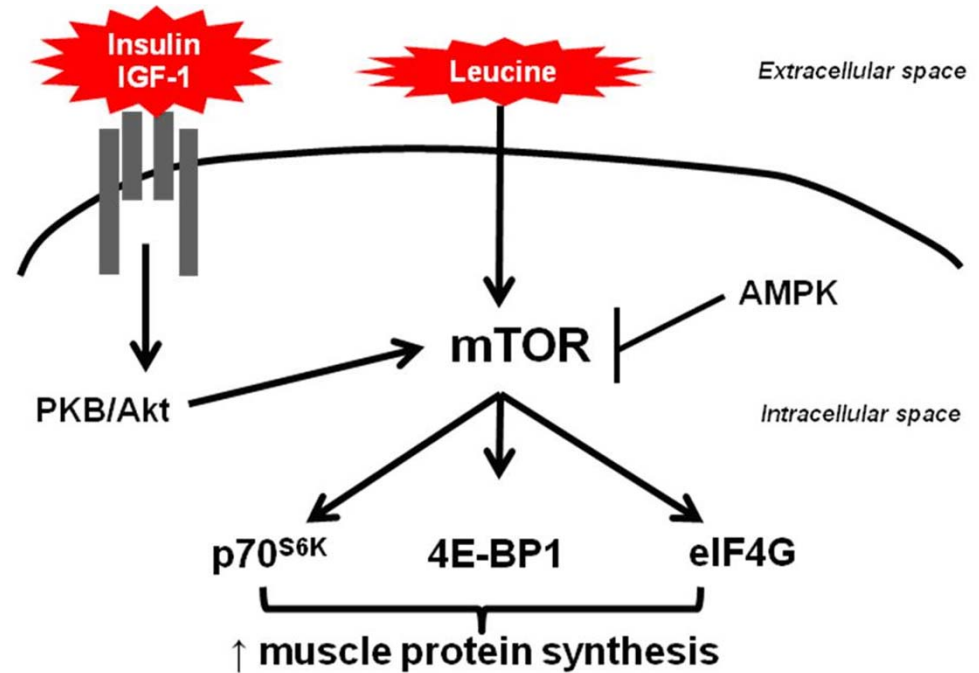 Insulin
IGF-1
Leucine
Extracellular space
AMPK
mTOR
PKB/Akt
Intracellular space
p70S6K
4E-BP1
eIF4G
↑ muscle protein synthesis